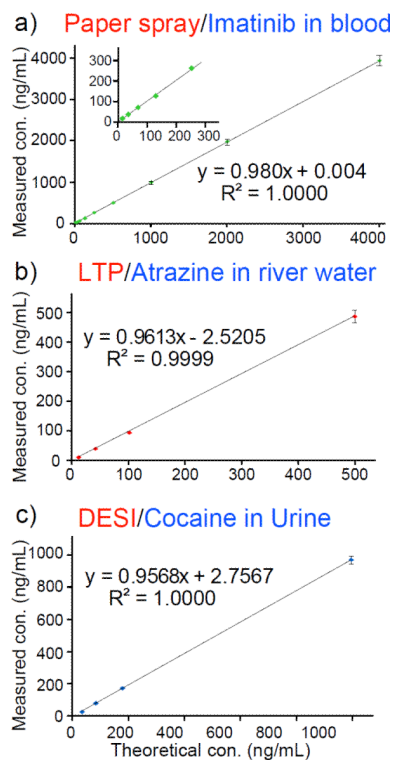 a) Paper spray/Imatinib in blood
Measured con. (ng/mL)
4000
3000
2000
1000
0
300
200
100
0
0 100 200 300
y = 0.980x + 0.004
R² = 1.0000
0 1000 2000 3000 4000
b) LTP/Atrazine in river water
Measured con. (ng/mL)
500
400
300
200
100
0
y = 0.9613x - 2.5205
R² = 0.9999
0 100 200 300 400 500
c) DESI/Cocaine in Urine
Measured con. (ng/mL)
1000
800
600
400
200
0
y = 0.9568x + 2.7567
R² = 1.0000
0 200 400 600 800 1000
Theoretical con. (ng/mL)